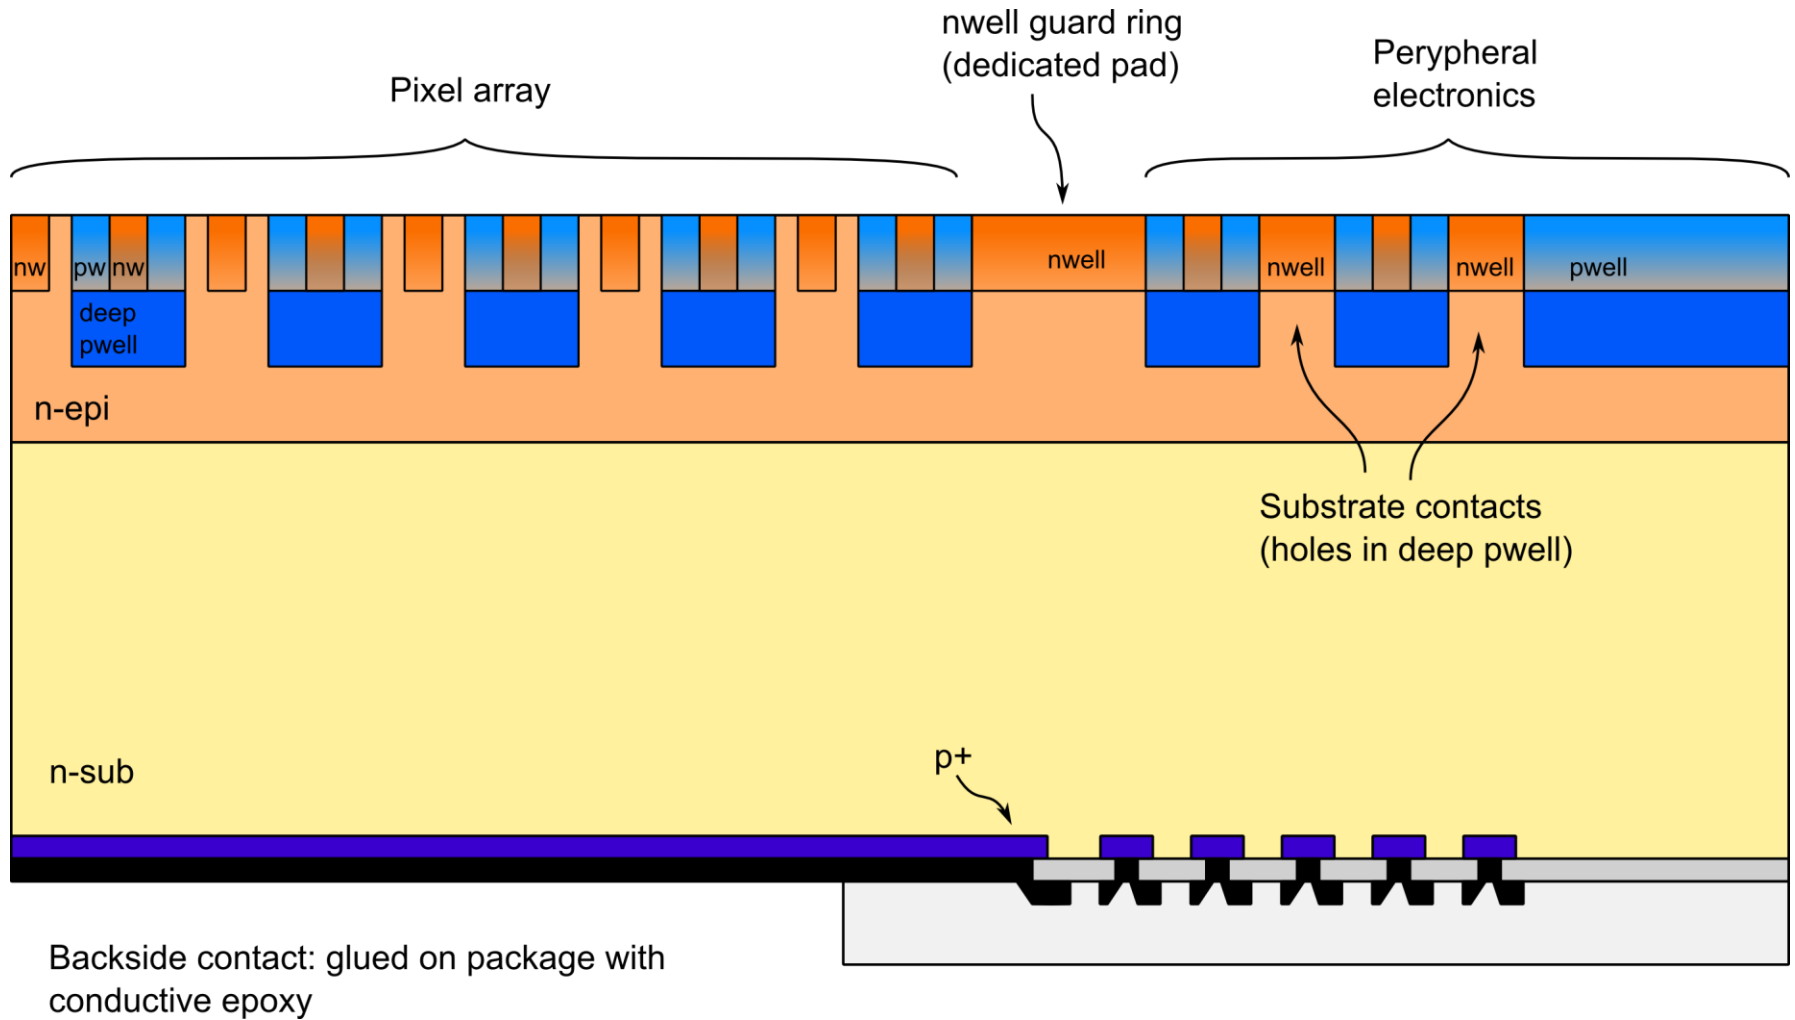 nwell guard ring
(dedicated pad)
Perypheral
electronics
Pixel array
nw
pw
nw
nwell
nwell
nwell
pwell
deep
pwell
n-epi
Substrate contacts
(holes in deep pwell)
p+
n-sub
Backside contact: glued on package with
conductive epoxy